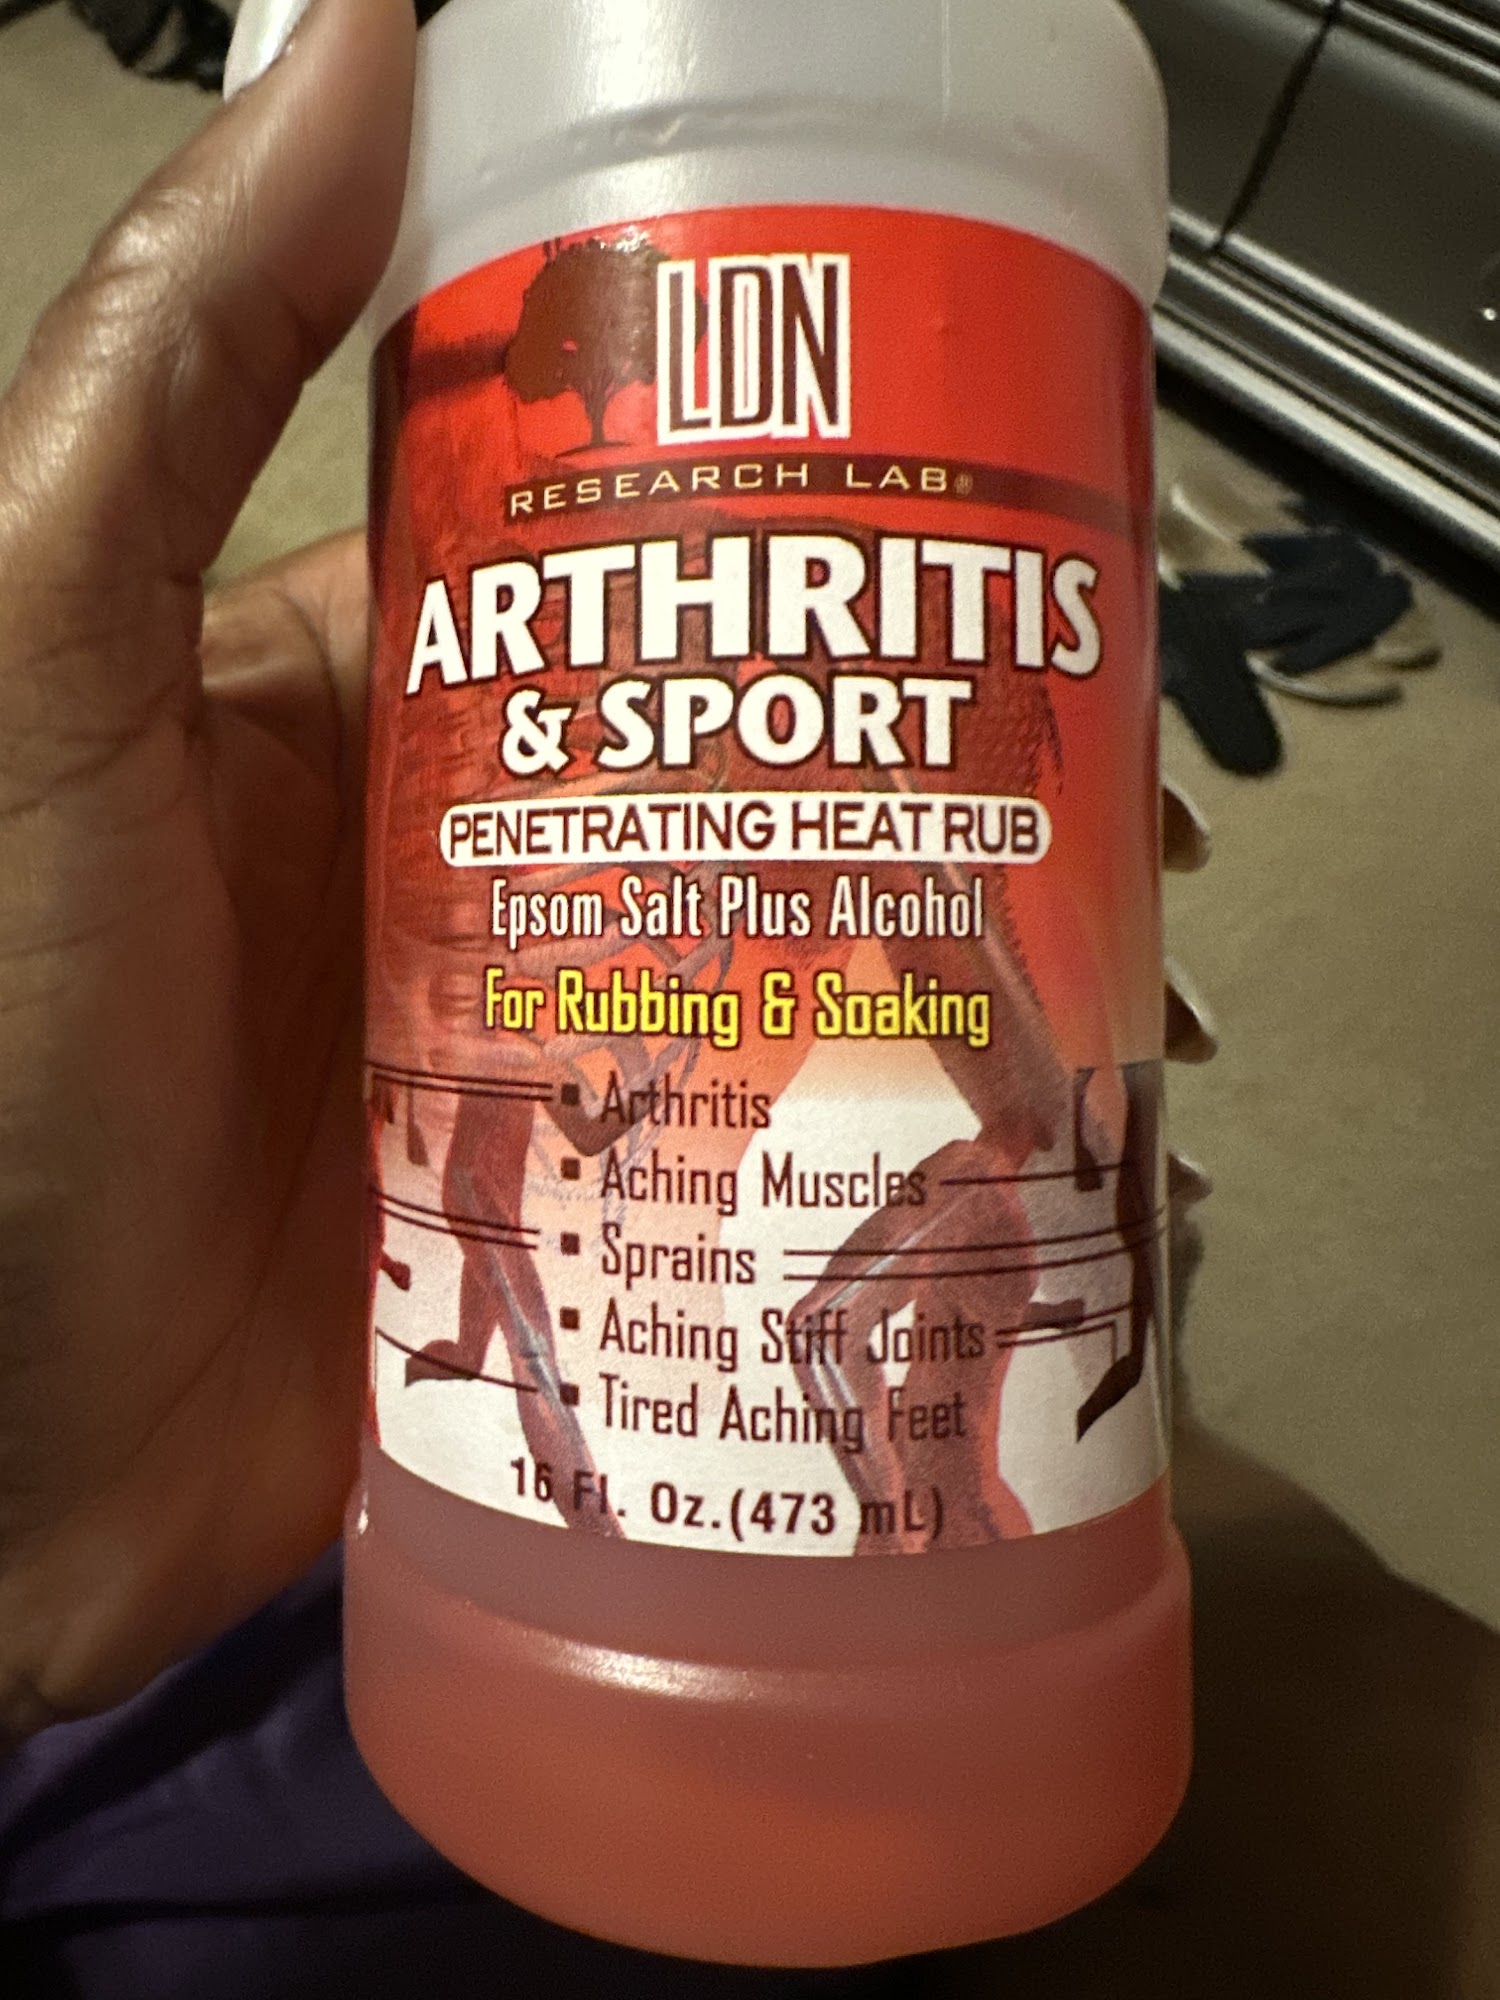 LDN
RESEARCH LAB®
ARTHRITIS
& SPORT
PENETRATING HEAT RUB
Epsom Salt Plus Alcohol
For Rubbing & Soaking
▪ Arthritis
▪ Aching Muscles
▪ Sprains
▪ Aching Stiff Joints
▪ Tired Aching Feet
16 Fl. Oz.(473 mL)